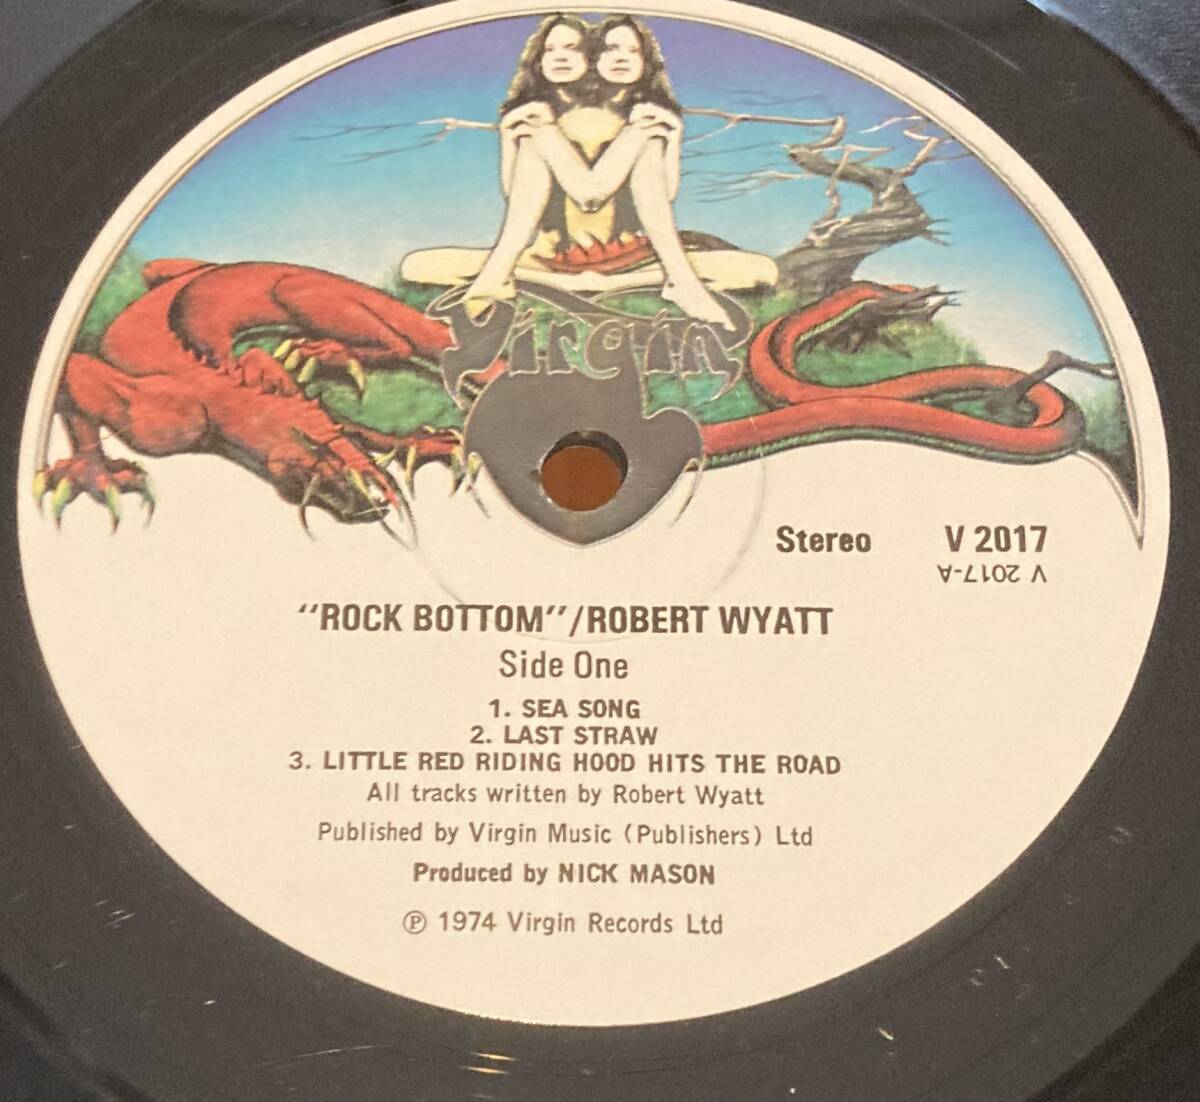 Virgin
Stereo V 2017
V 2017-A
"ROCK BOTTOM"/ROBERT WYATT
Side One
1. SEA SONG
2. LAST STRAW
3. LITTLE RED RIDING HOOD HITS THE ROAD
All tracks written by Robert Wyatt
Published by Virgin Music (Publishers) Ltd
Produced by NICK MASON
℗ 1974 Virgin Records Ltd